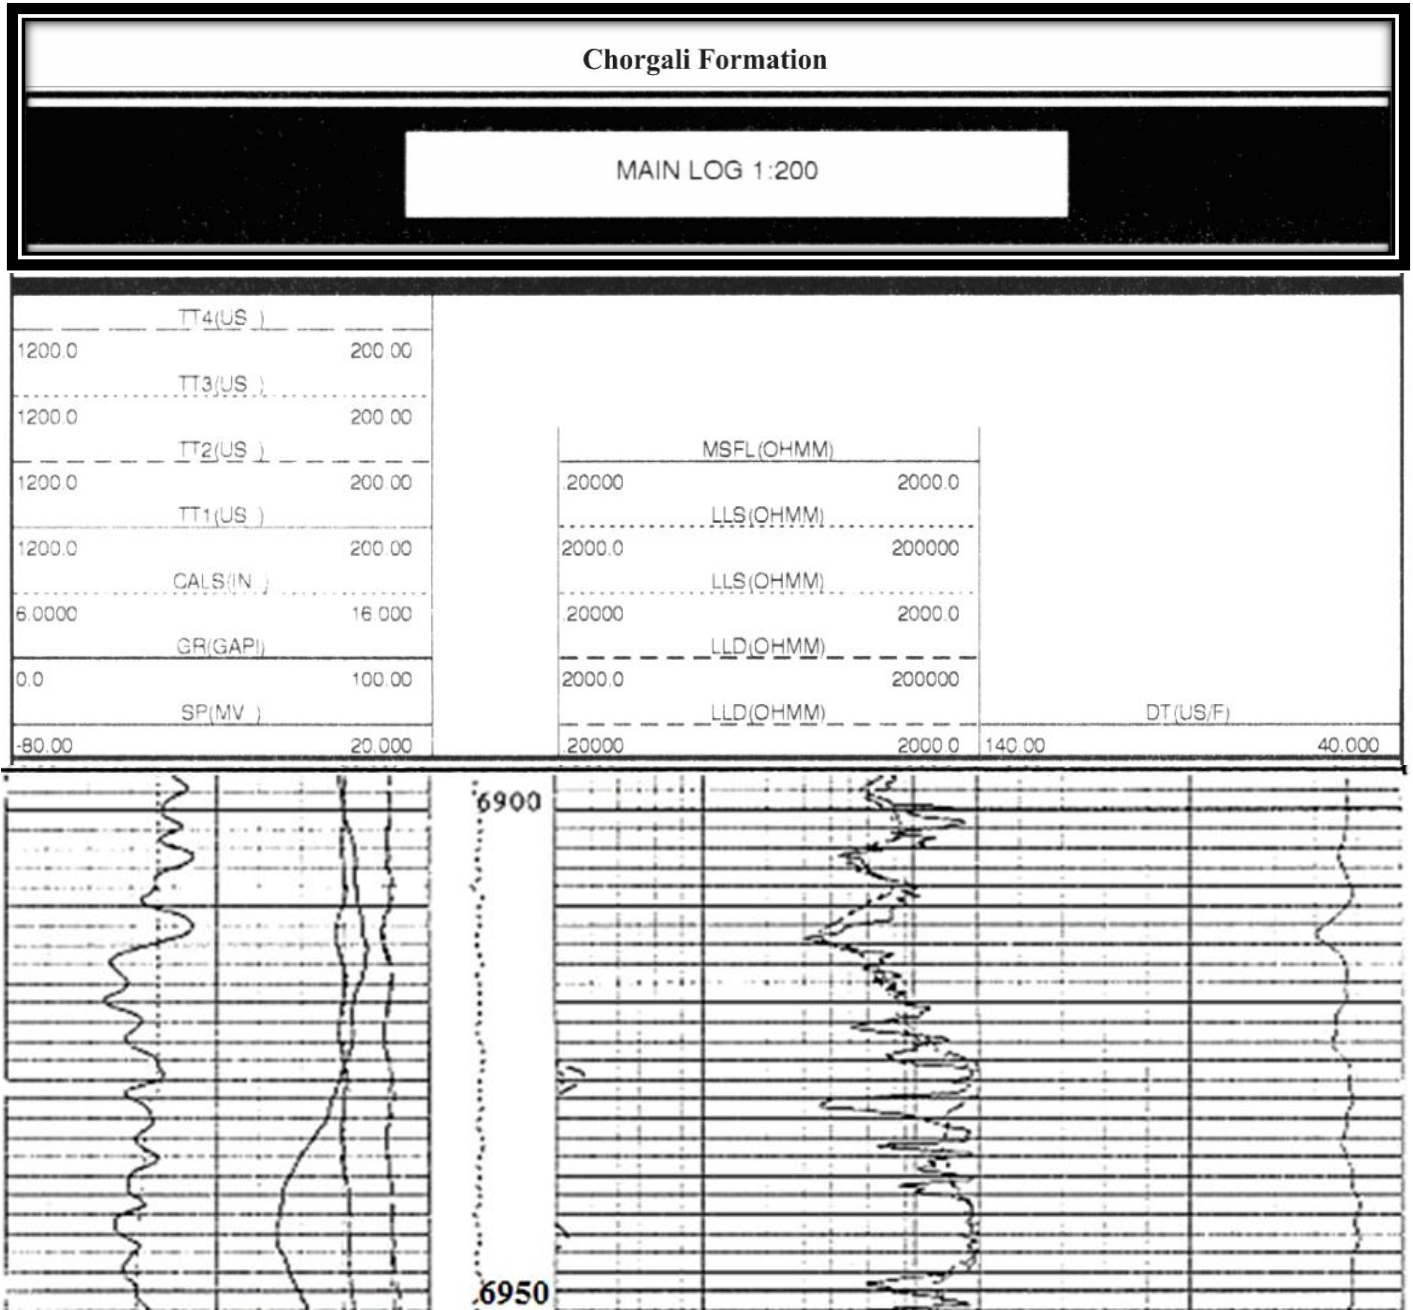 Chorgali Formation
MAIN LOG 1:200
TT4(US )
1200.0 200.00
TT3(US )
1200.0 200.00
TT2(US ) MSFL(OHMM)
1200.0 200.00 .20000 2000.0
TT1(US ) LLS(OHMM)
1200.0 200.00 2000.0 200000
CALS(IN ) LLS(OHMM)
6.0000 16.000 .20000 2000.0
GR(GAPI) LLD(OHMM)
0.0 100.00 2000.0 200000
SP(MV ) LLD(OHMM) DT(US/F)
-80.00 20.000 .20000 2000.0 140.00 40.000
6900
6950